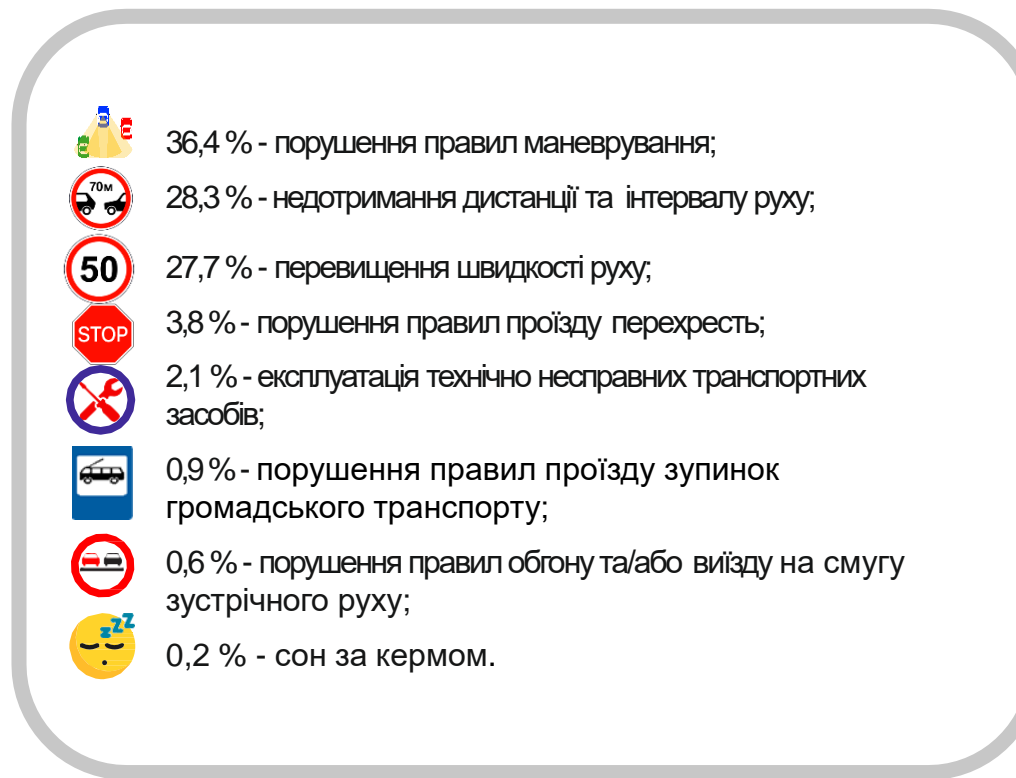 36,4 % - порушення правил маневрування;
70м
28,3 % - недотримання дистанції та інтервалу руху;
50
27,7 % - перевищення швидкості руху;
STOP
3,8 % - порушення правил проїзду перехресть;
2,1 % - експлуатація технічно несправних транспортних
засобів;
0,9 % - порушення правил проїзду зупинок
громадського транспорту;
0,6 % - порушення правил обгону та/або виїзду на смугу
зустрічного руху;
zzZ
0,2 % - сон за кермом.